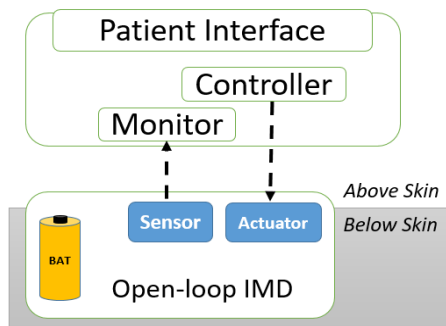 Patient Interface
Controller
Monitor
Above Skin
Sensor
Actuator
Below Skin
BAT
Open-loop IMD